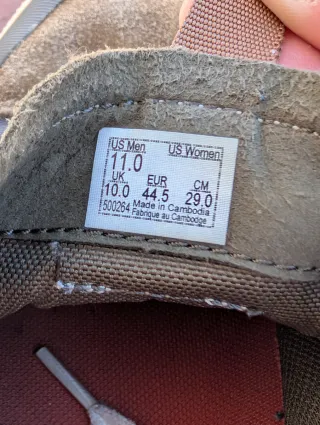 US Men US Women
11.0
UK EUR CM
10.0 44.5 29.0
500264 Made in Cambodia
Fabriqué au Cambodge